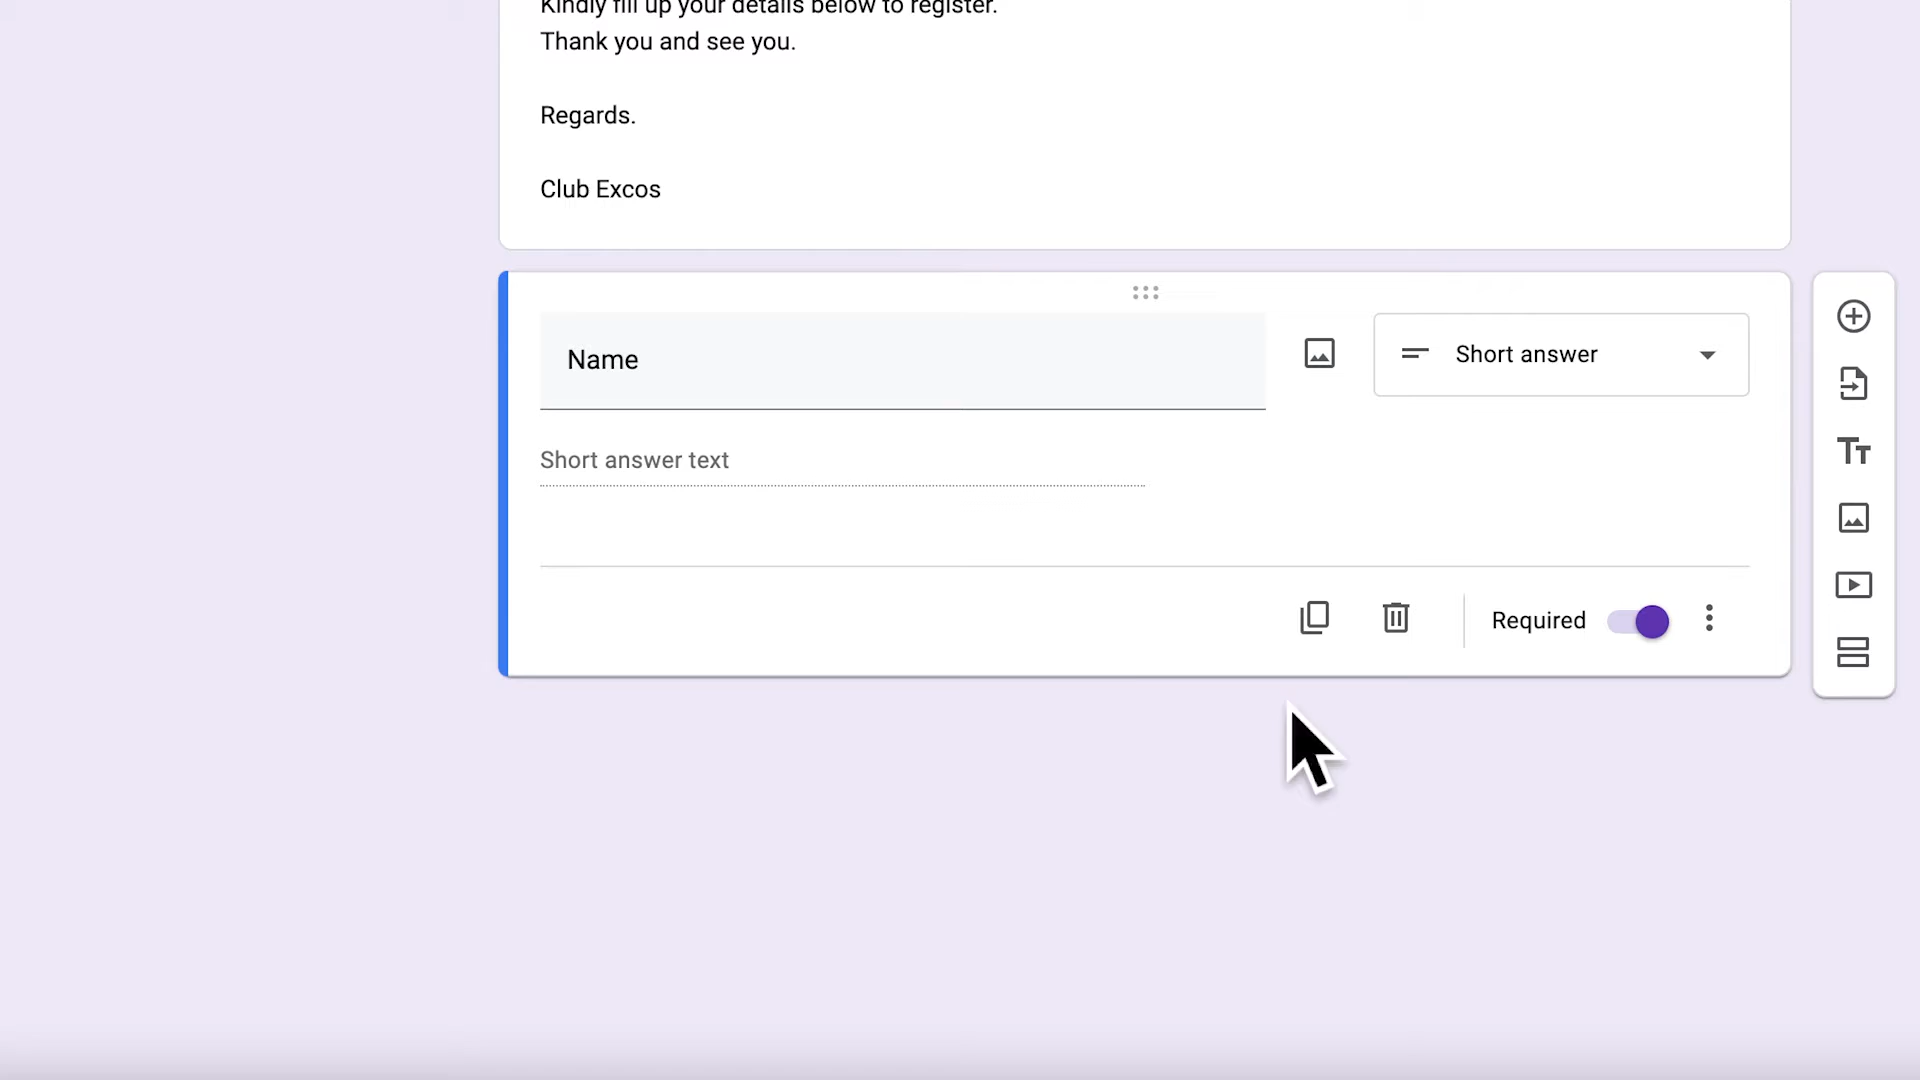 Kindly fill up your details below to register.
Thank you and see you.
Regards.
Club Excos
Name
Short answer
Short answer text
Required